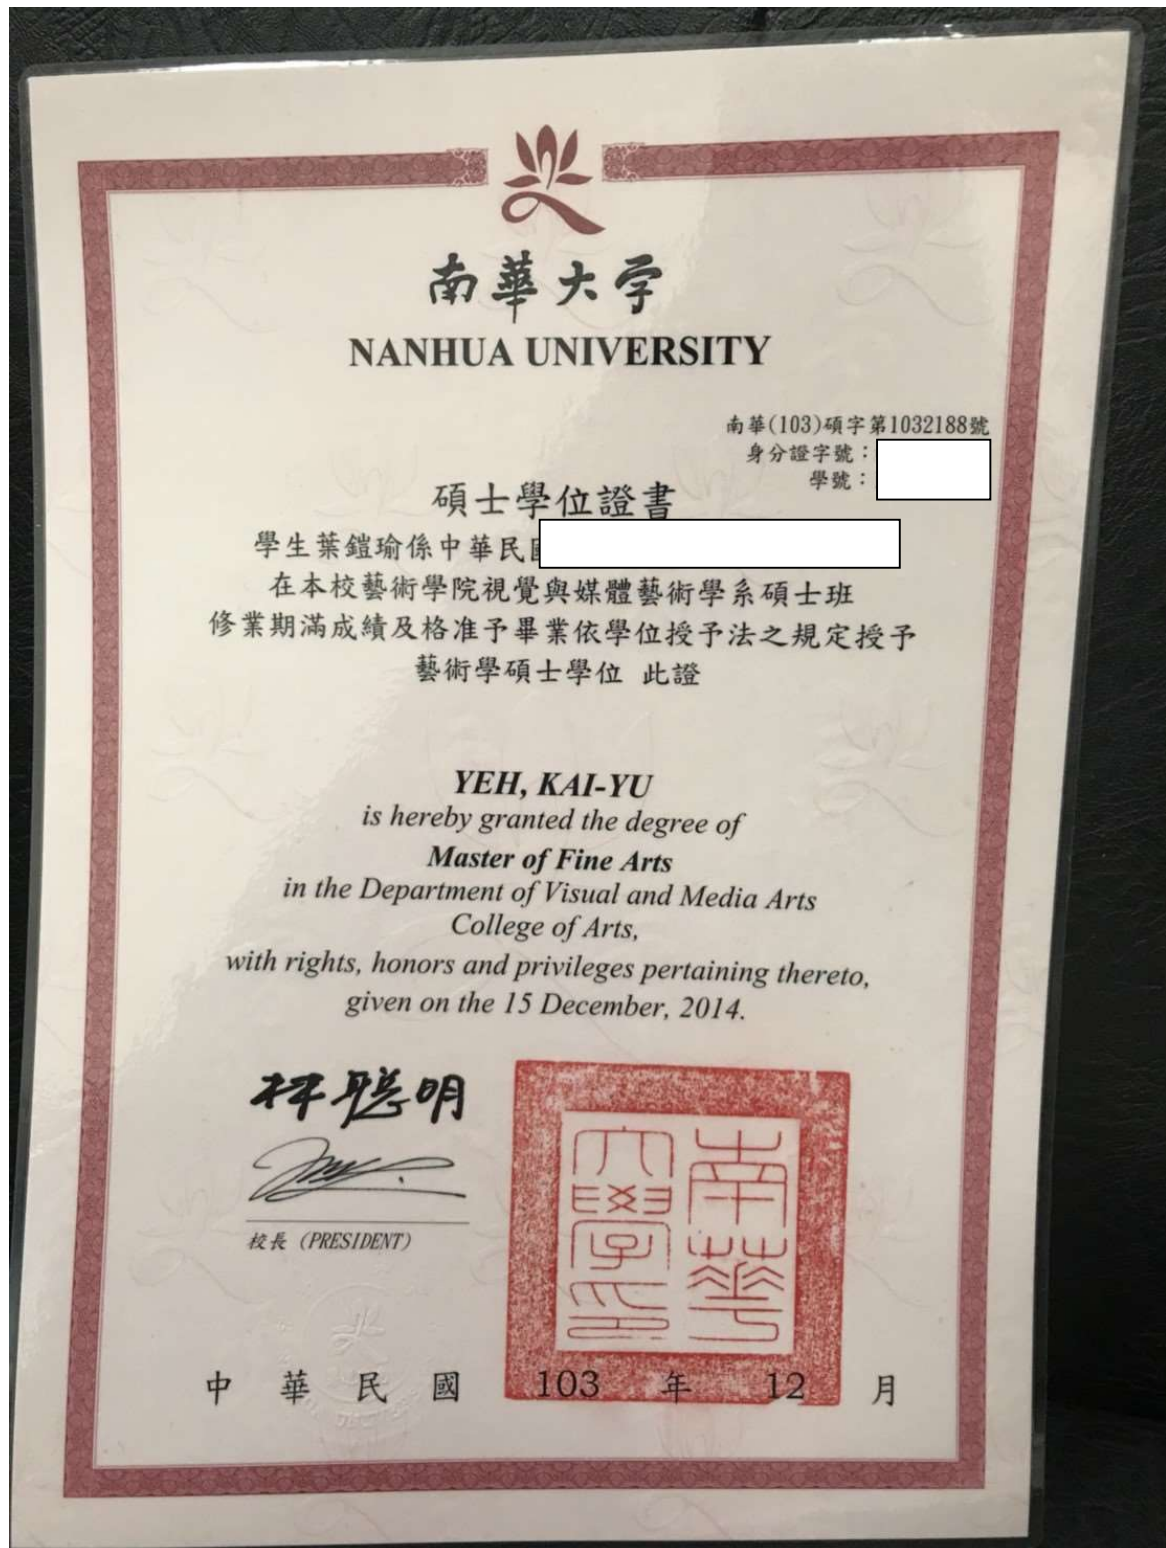 南華大学
NANHUA UNIVERSITY
南華(103)碩字第1032188號
身分證字號：
學號：
碩士學位證書
學生葉鎧瑜係中華民
在本校藝術學院視覺與媒體藝術學系碩士班
修業期滿成績及格准予畢業依學位授予法之規定授予
藝術學碩士學位 此證
YEH, KAI-YU
is hereby granted the degree of
Master of Fine Arts
in the Department of Visual and Media Arts
College of Arts,
with rights, honors and privileges pertaining thereto,
given on the 15 December, 2014.
林聰明
校長 (PRESIDENT)
南華
大學印
中華民國 103 年 12 月